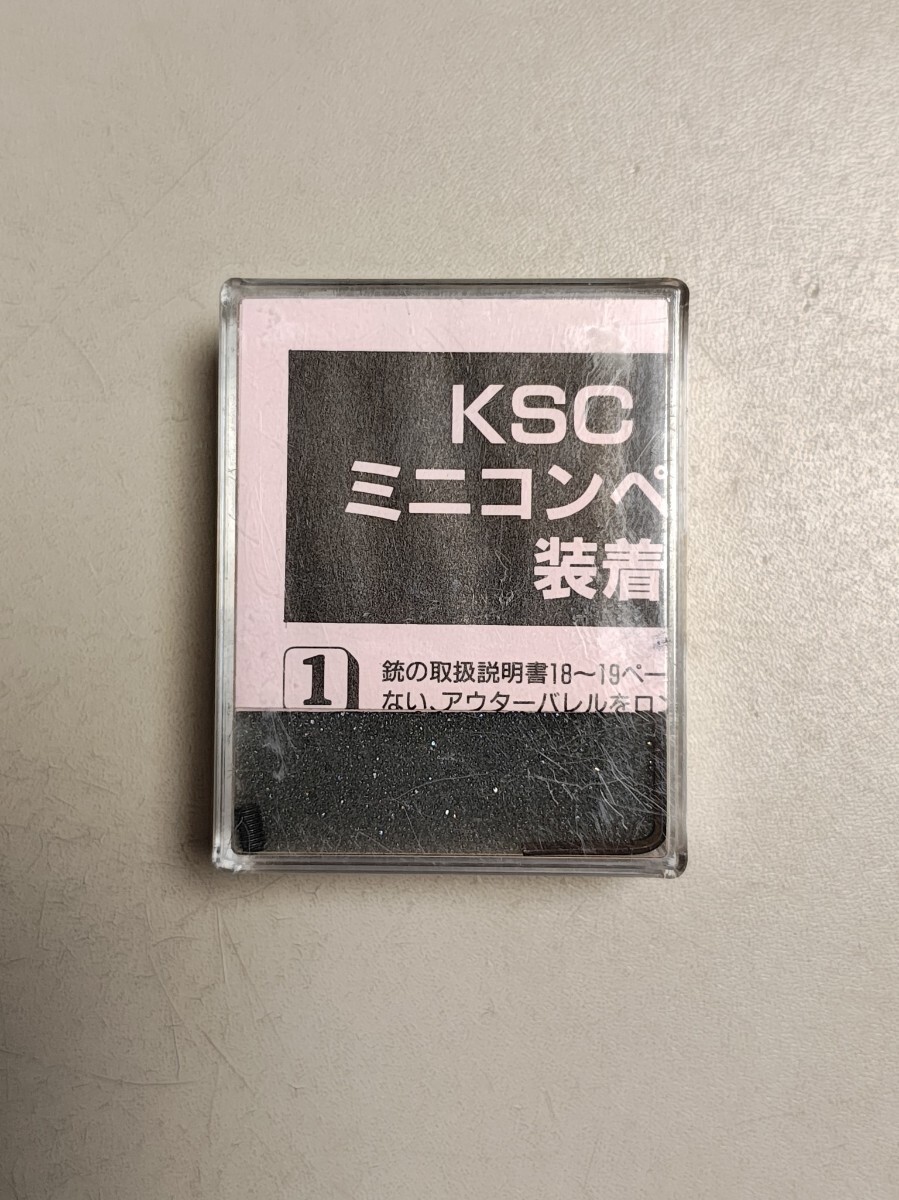 KSC
ミニコンペ
装着
1
銃の取扱説明書18〜19ペー
ない、アウターバレルをロン